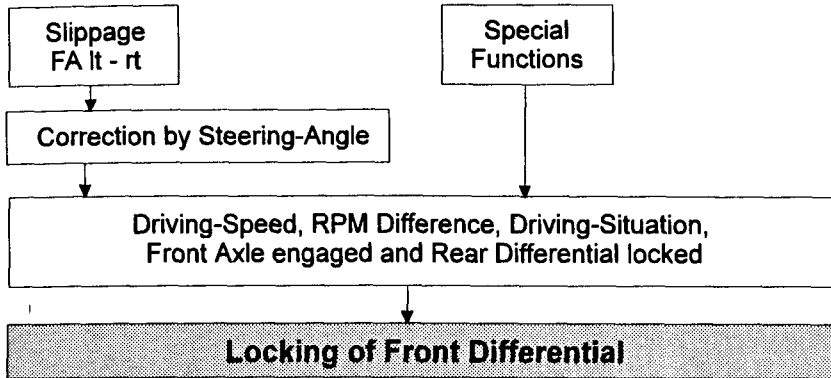 Slippage
FA lt - rt
Special
Functions
Correction by Steering-Angle
Driving-Speed, RPM Difference, Driving-Situation,
Front Axle engaged and Rear Differential locked
Locking of Front Differential